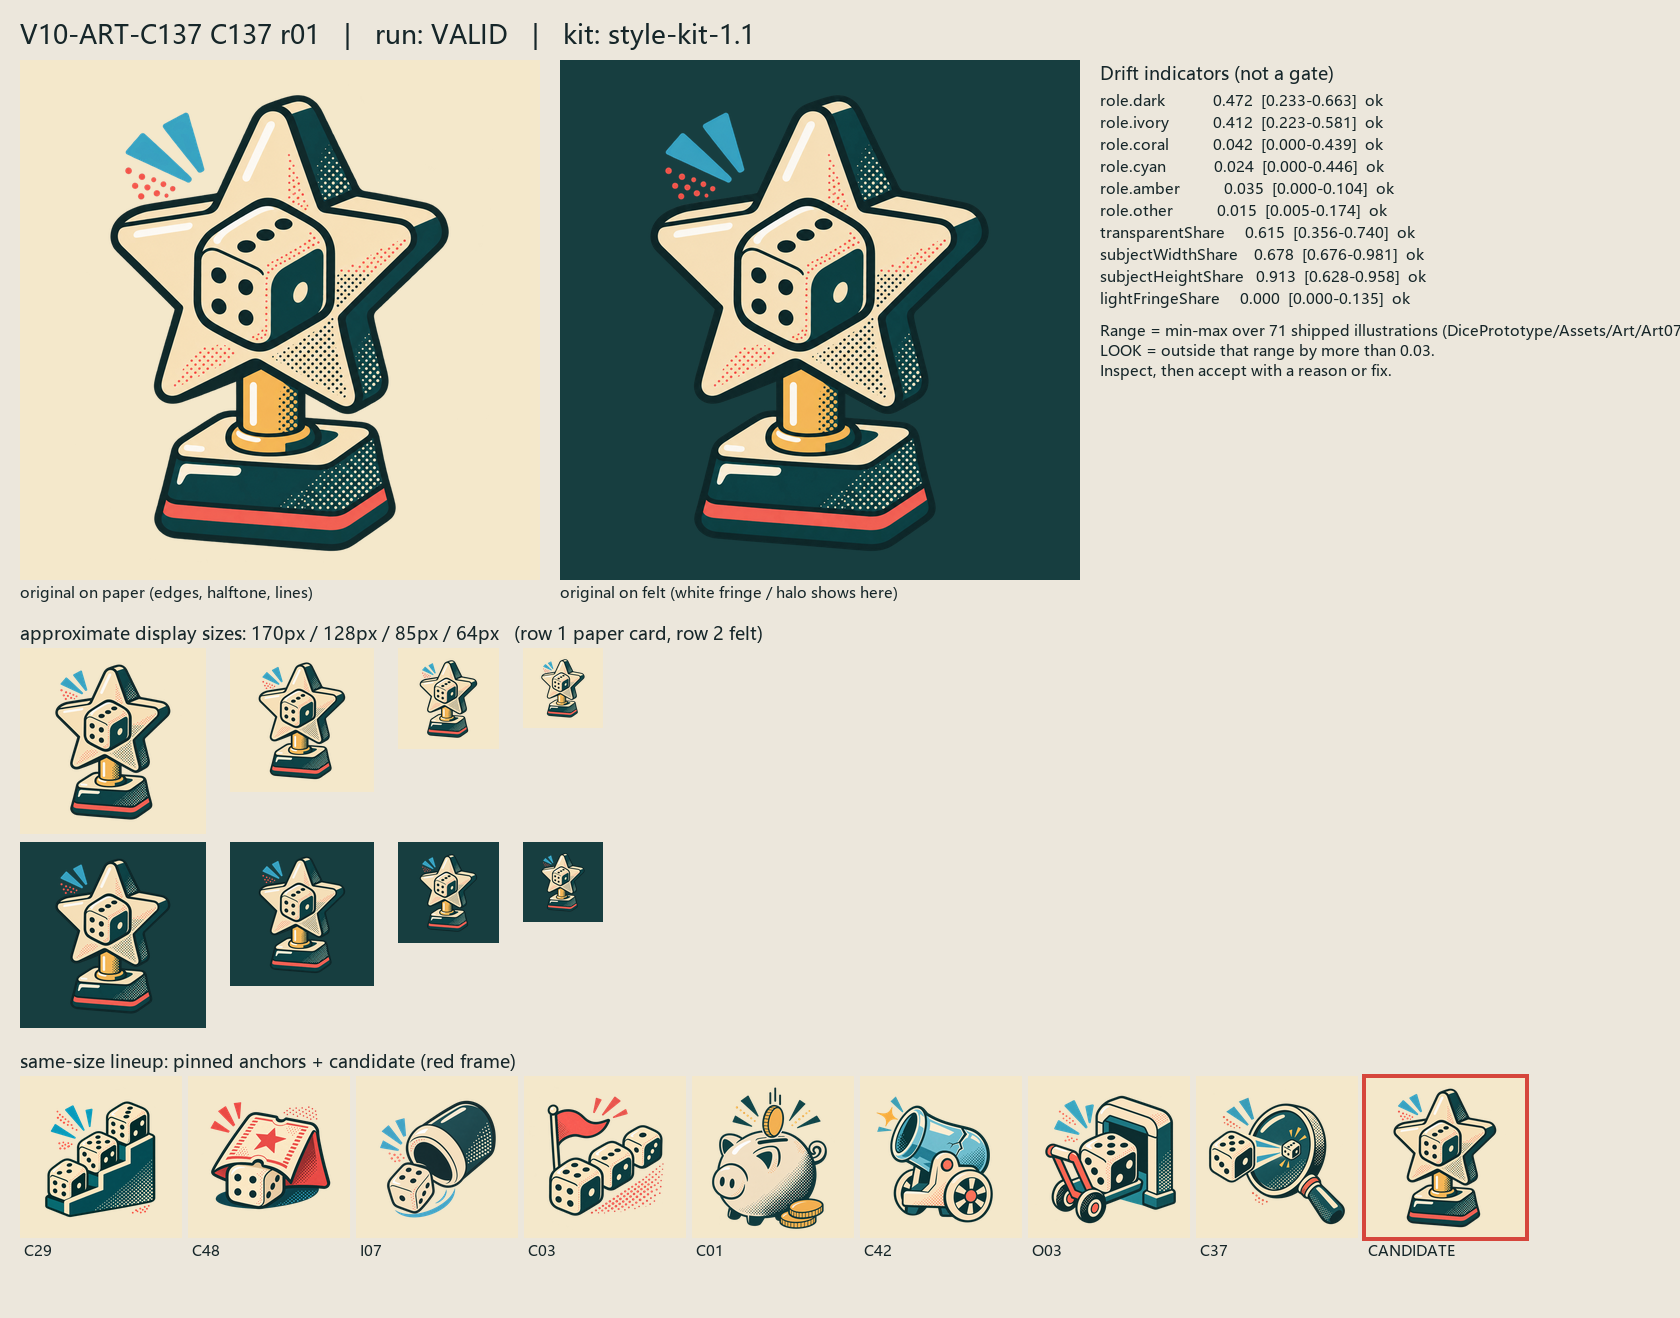 V10-ART-C137 C137 r01 | run: VALID | kit: style-kit-1.1
Drift indicators (not a gate)
role.dark 0.472 [0.233-0.663] ok
role.ivory 0.412 [0.223-0.581] ok
role.coral 0.042 [0.000-0.439] ok
role.cyan 0.024 [0.000-0.446] ok
role.amber 0.035 [0.000-0.104] ok
role.other 0.015 [0.005-0.174] ok
transparentShare 0.615 [0.356-0.740] ok
subjectWidthShare 0.678 [0.676-0.981] ok
subjectHeightShare 0.913 [0.628-0.958] ok
lightFringeShare 0.000 [0.000-0.135] ok
Range = min-max over 71 shipped illustrations (DicePrototype/Assets/Art/Art07
LOOK = outside that range by more than 0.03.
Inspect, then accept with a reason or fix.
original on paper (edges, halftone, lines)
original on felt (white fringe / halo shows here)
approximate display sizes: 170px / 128px / 85px / 64px (row 1 paper card, row 2 felt)
same-size lineup: pinned anchors + candidate (red frame)
C29 C48 I07 C03 C01 C42 O03 C37 CANDIDATE